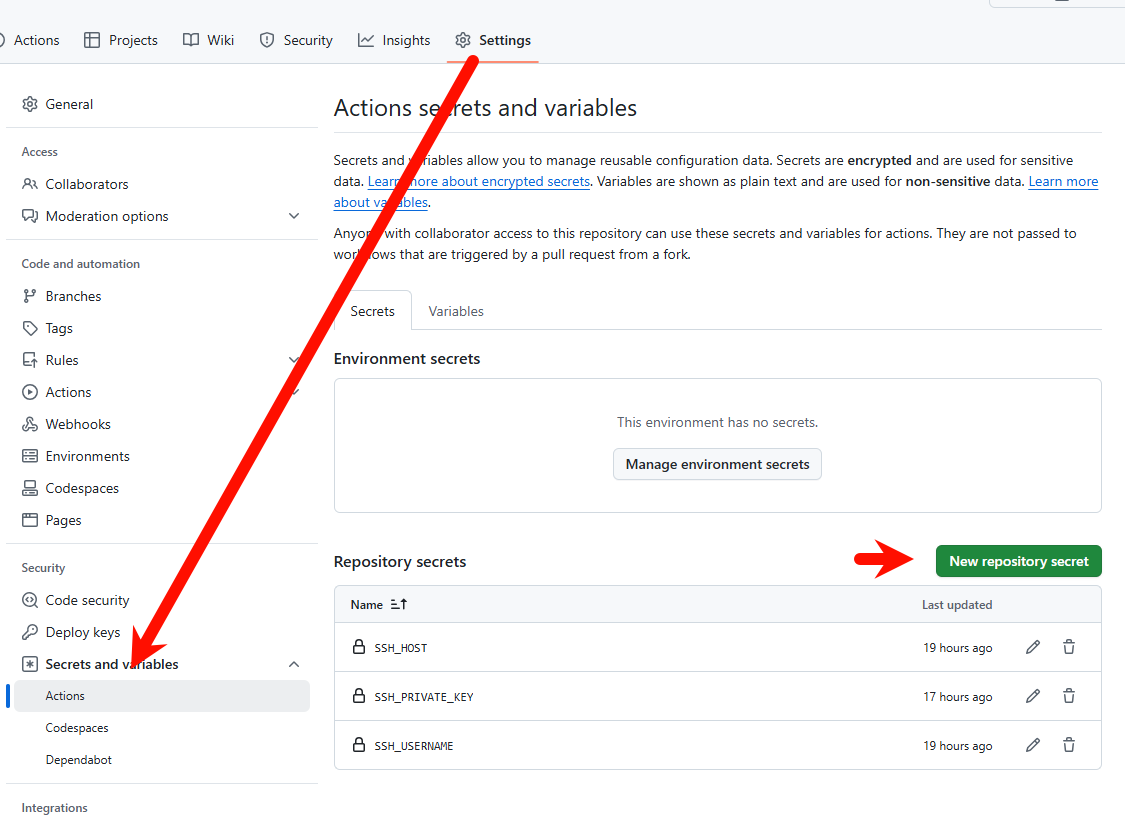 Actions
Projects
Wiki
Security
Insights
Settings
General
Access
Collaborators
Moderation options
Code and automation
Branches
Tags
Rules
Actions
Webhooks
Environments
Codespaces
Pages
Security
Code security
Deploy keys
Secrets and variables
Actions
Codespaces
Dependabot
Integrations
Actions secrets and variables
Secrets and variables allow you to manage reusable configuration data. Secrets are encrypted and are used for sensitive
data. Learn more about encrypted secrets. Variables are shown as plain text and are used for non-sensitive data. Learn more
about variables.
Anyone with collaborator access to this repository can use these secrets and variables for actions. They are not passed to
workflows that are triggered by a pull request from a fork.
Secrets
Variables
Environment secrets
This environment has no secrets.
Manage environment secrets
Repository secrets
New repository secret
Name
Last updated
SSH_HOST
19 hours ago
SSH_PRIVATE_KEY
17 hours ago
SSH_USERNAME
19 hours ago